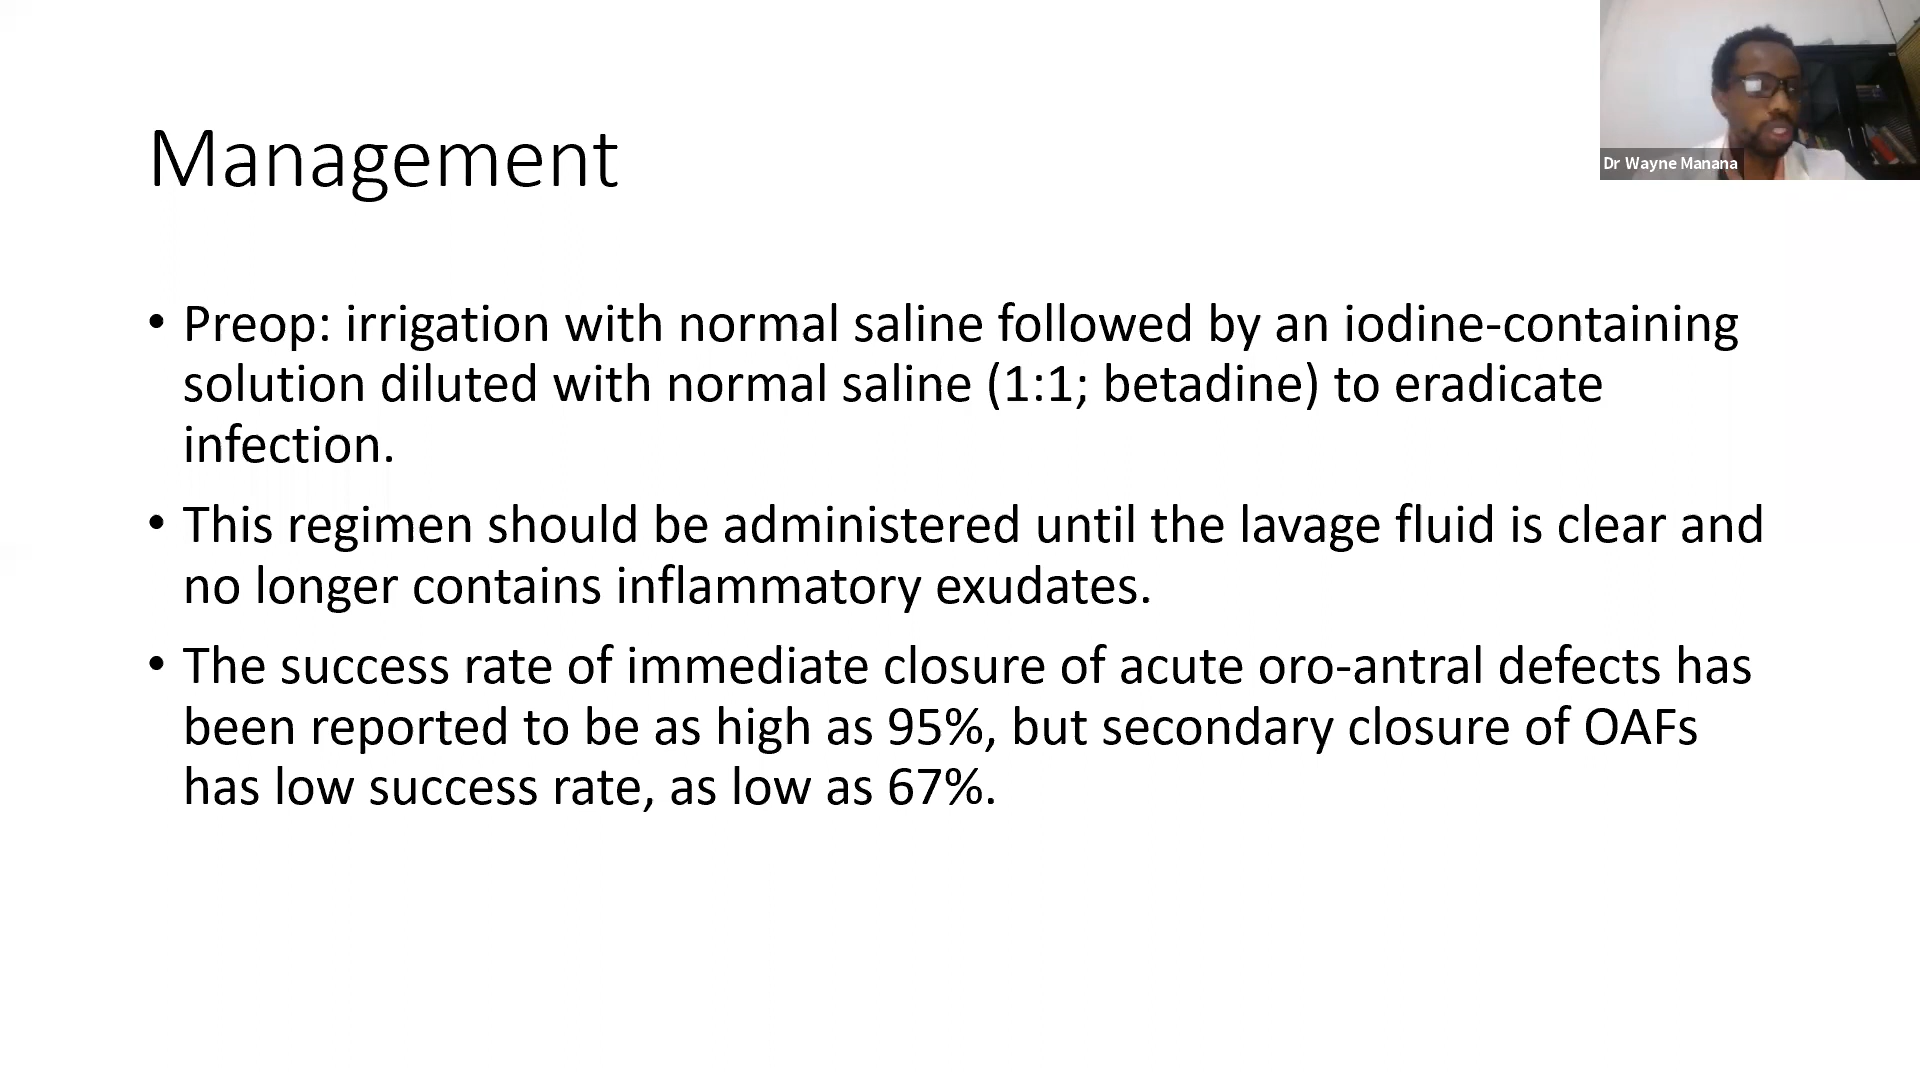 Dr Wayne Manana
Management
• Preop: irrigation with normal saline followed by an iodine-containing
solution diluted with normal saline (1:1; betadine) to eradicate
infection.
• This regimen should be administered until the lavage fluid is clear and
no longer contains inflammatory exudates.
• The success rate of immediate closure of acute oro-antral defects has
been reported to be as high as 95%, but secondary closure of OAFs
has low success rate, as low as 67%.